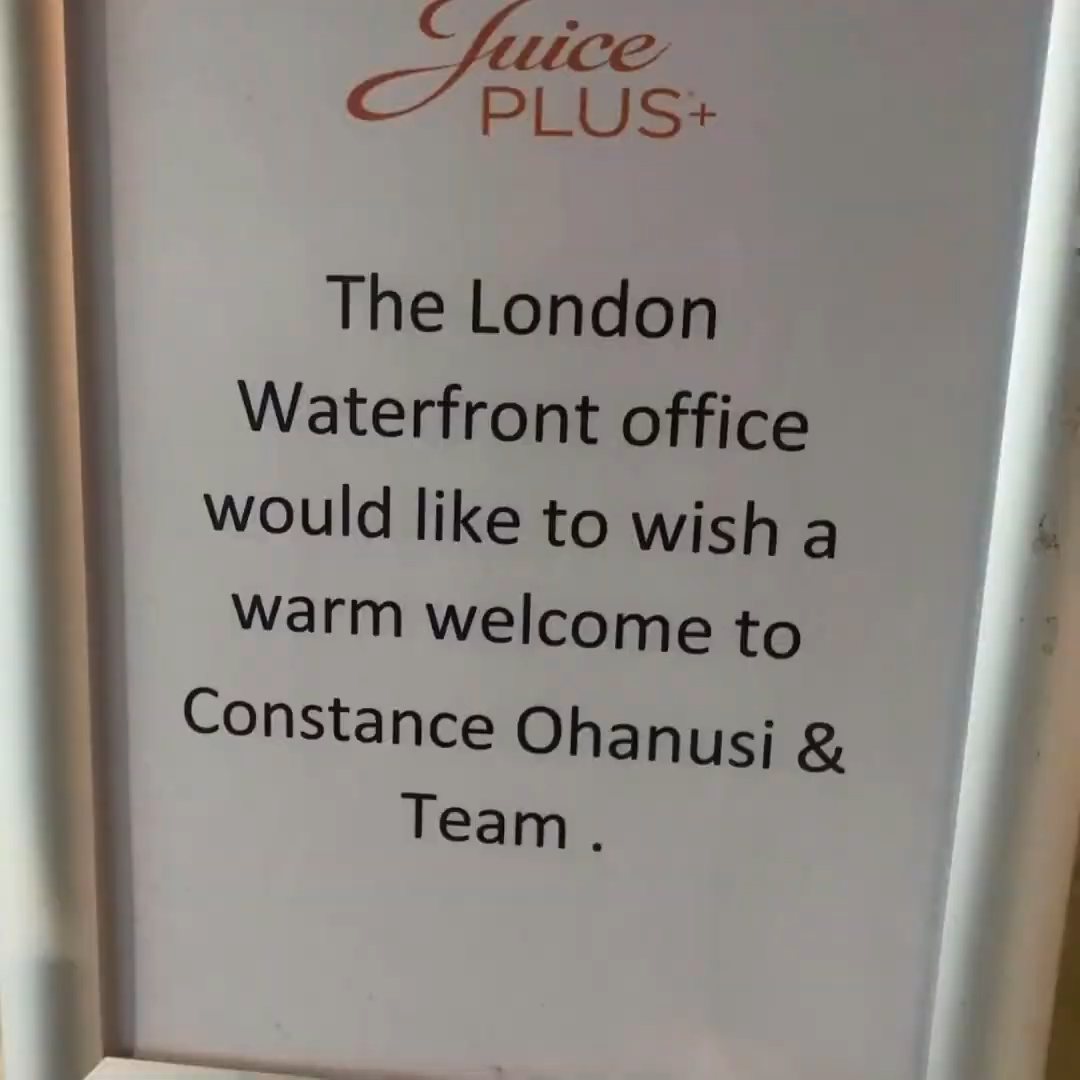 Juice
PLUS+
The London
Waterfront office
would like to wish a
warm welcome to
Constance Ohanusi &
Team .